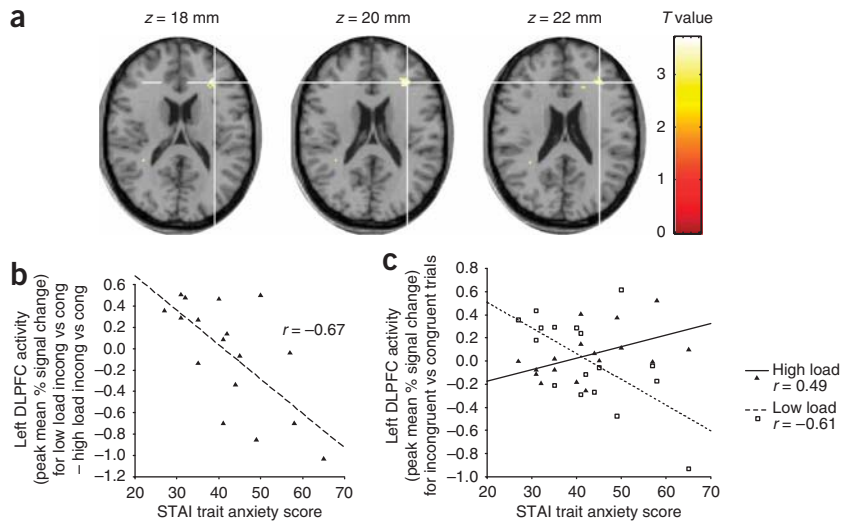 a
z = 18 mm
z = 20 mm
z = 22 mm
T value
3
2
1
0
b
Left DLPFC activity
(peak mean % signal change)
for low load incong vs cong
– high load incong vs cong
0.6
0.4
0.2
0.0
–0.2
–0.4
–0.6
–0.8
–1.0
–1.2
r = –0.67
20 30 40 50 60 70
STAI trait anxiety score
c
Left DLPFC activity
(peak mean % signal change)
for incongruent vs congruent trials
0.8
0.6
0.4
0.2
0.0
–0.2
–0.4
–0.6
–0.8
–1.0
20 30 40 50 60 70
STAI trait anxiety score
High load
r = 0.49
Low load
r = –0.61